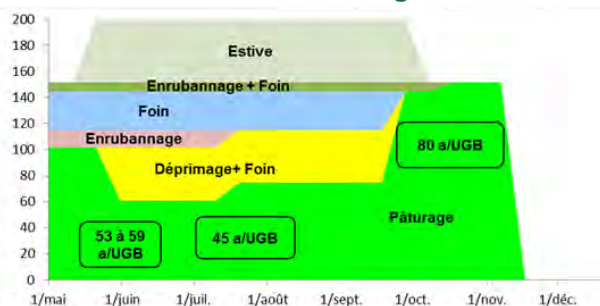 200
180
160
140
120
100
80
60
40
20
0
Estive
Enrubannage + Foin
Foin
Enrubannage
Déprimage+ Foin
80 a/UGB
Pâturage
53 à 59
a/UGB
45 a/UGB
1/mai 1/juin 1/juil. 1/août 1/sept. 1/oct. 1/nov. 1/déc.